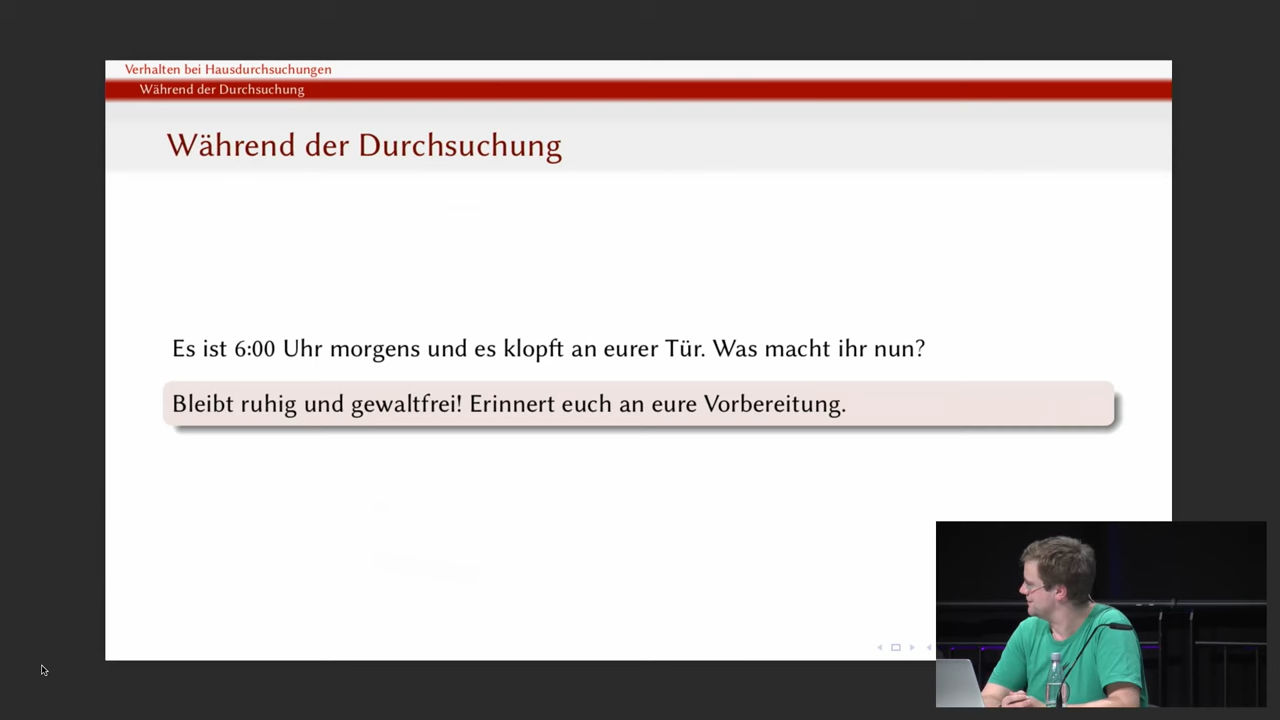 Verhalten bei Hausdurchsuchungen
Während der Durchsuchung
Während der Durchsuchung
Es ist 6:00 Uhr morgens und es klopft an eurer Tür. Was macht ihr nun?
Bleibt ruhig und gewaltfrei! Erinnert euch an eure Vorbereitung.